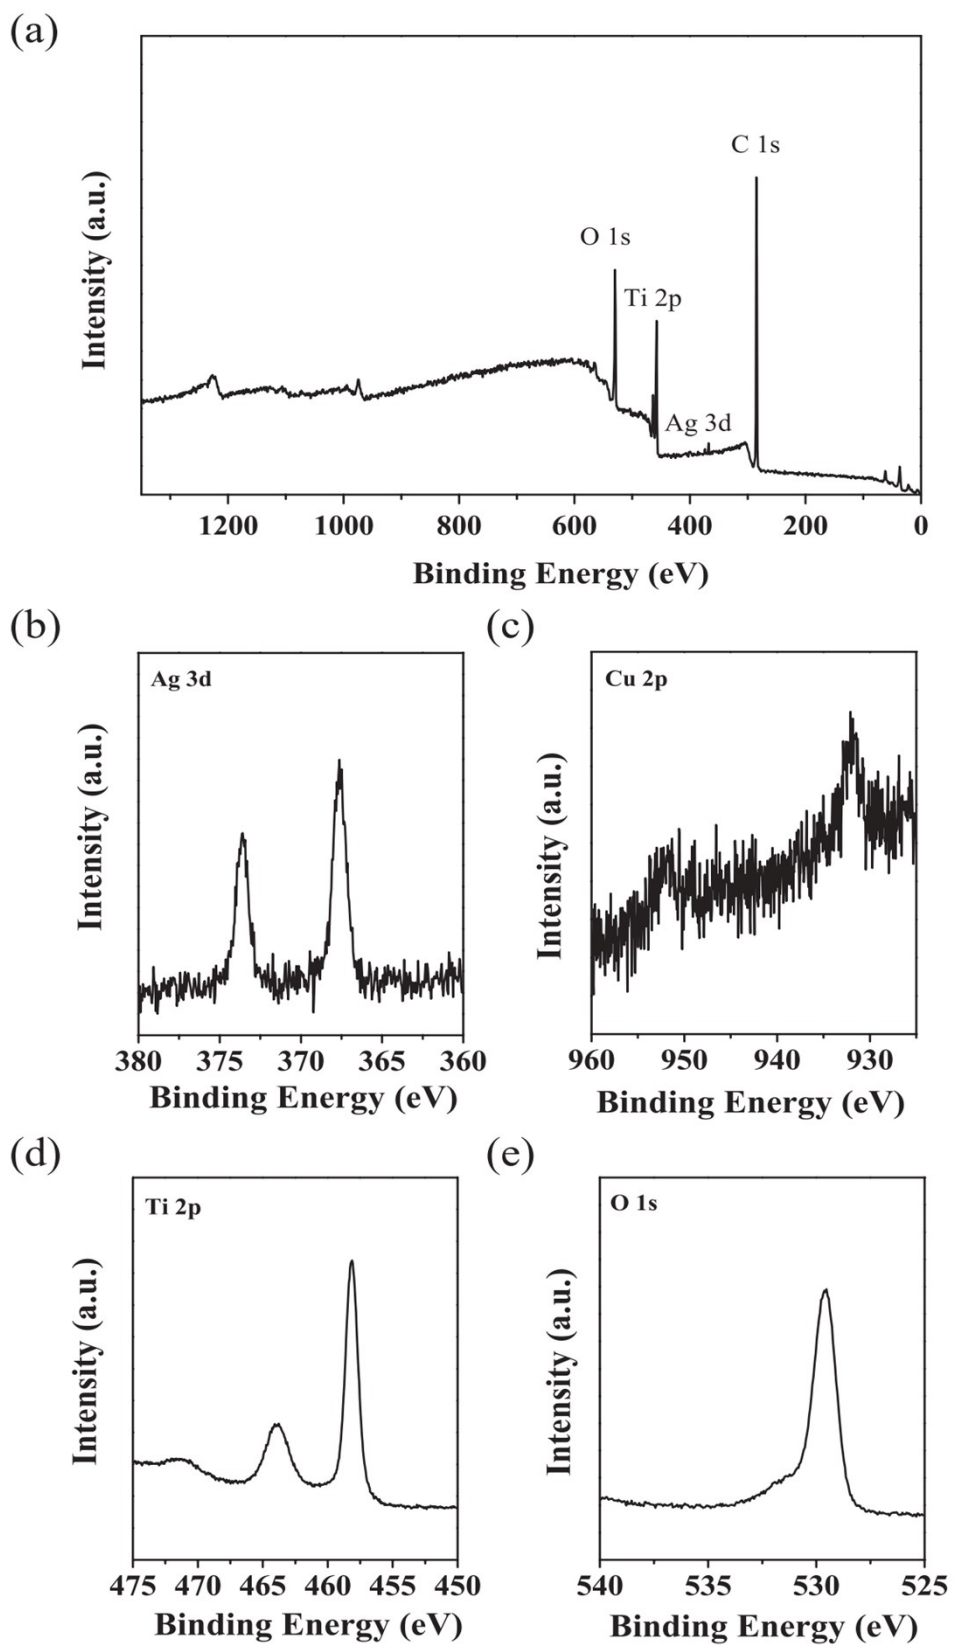 (a)
C 1s
O 1s
Ti 2p
Ag 3d
Intensity (a.u.)
1200 1000 800 600 400 200 0
Binding Energy (eV)
(b)
Ag 3d
Intensity (a.u.)
380 375 370 365 360
Binding Energy (eV)
(c)
Cu 2p
Intensity (a.u.)
960 950 940 930
Binding Energy (eV)
(d)
Ti 2p
Intensity (a.u.)
475 470 465 460 455 450
Binding Energy (eV)
(e)
O 1s
Intensity (a.u.)
540 535 530 525
Binding Energy (eV)